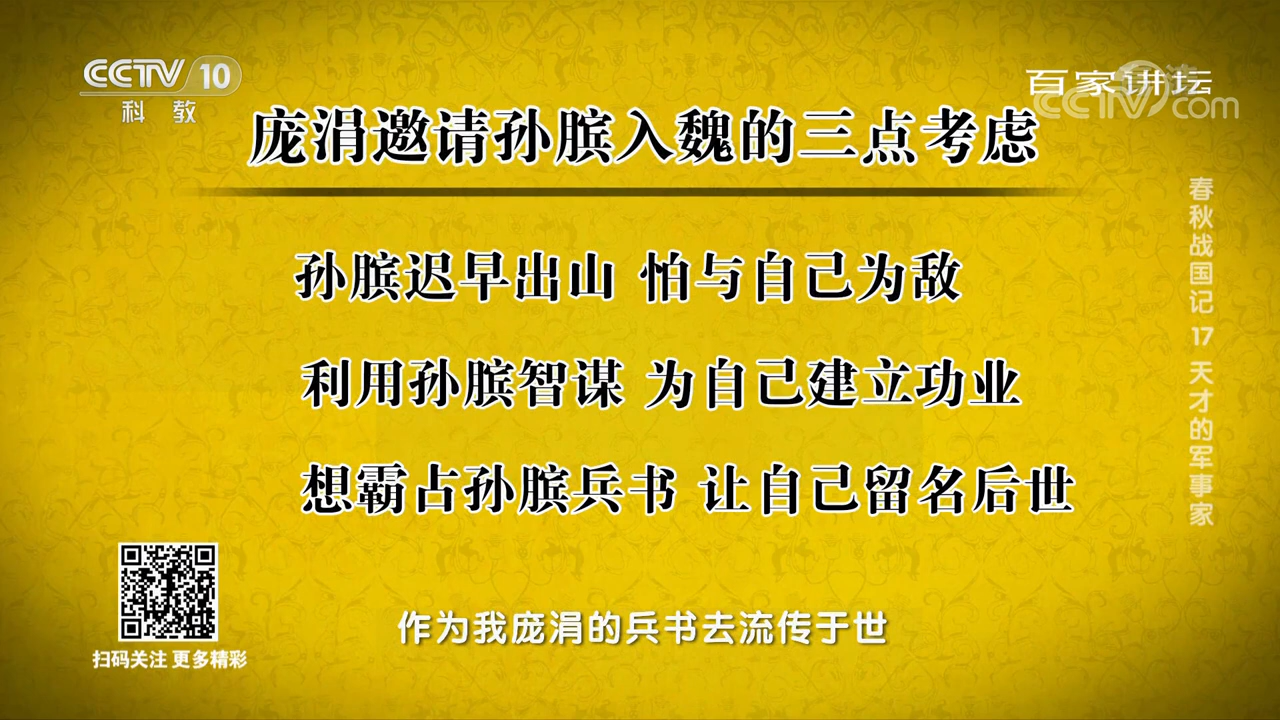 CCTV 10
科教
百家讲坛
央视网
CCTV.com
庞涓邀请孙膑入魏的三点考虑
孙膑迟早出山 怕与自己为敌
利用孙膑智谋 为自己建立功业
想霸占孙膑兵书 让自己留名后世
春秋战国记 17 天才的军事家
作为我庞涓的兵书去流传于世
扫码关注 更多精彩